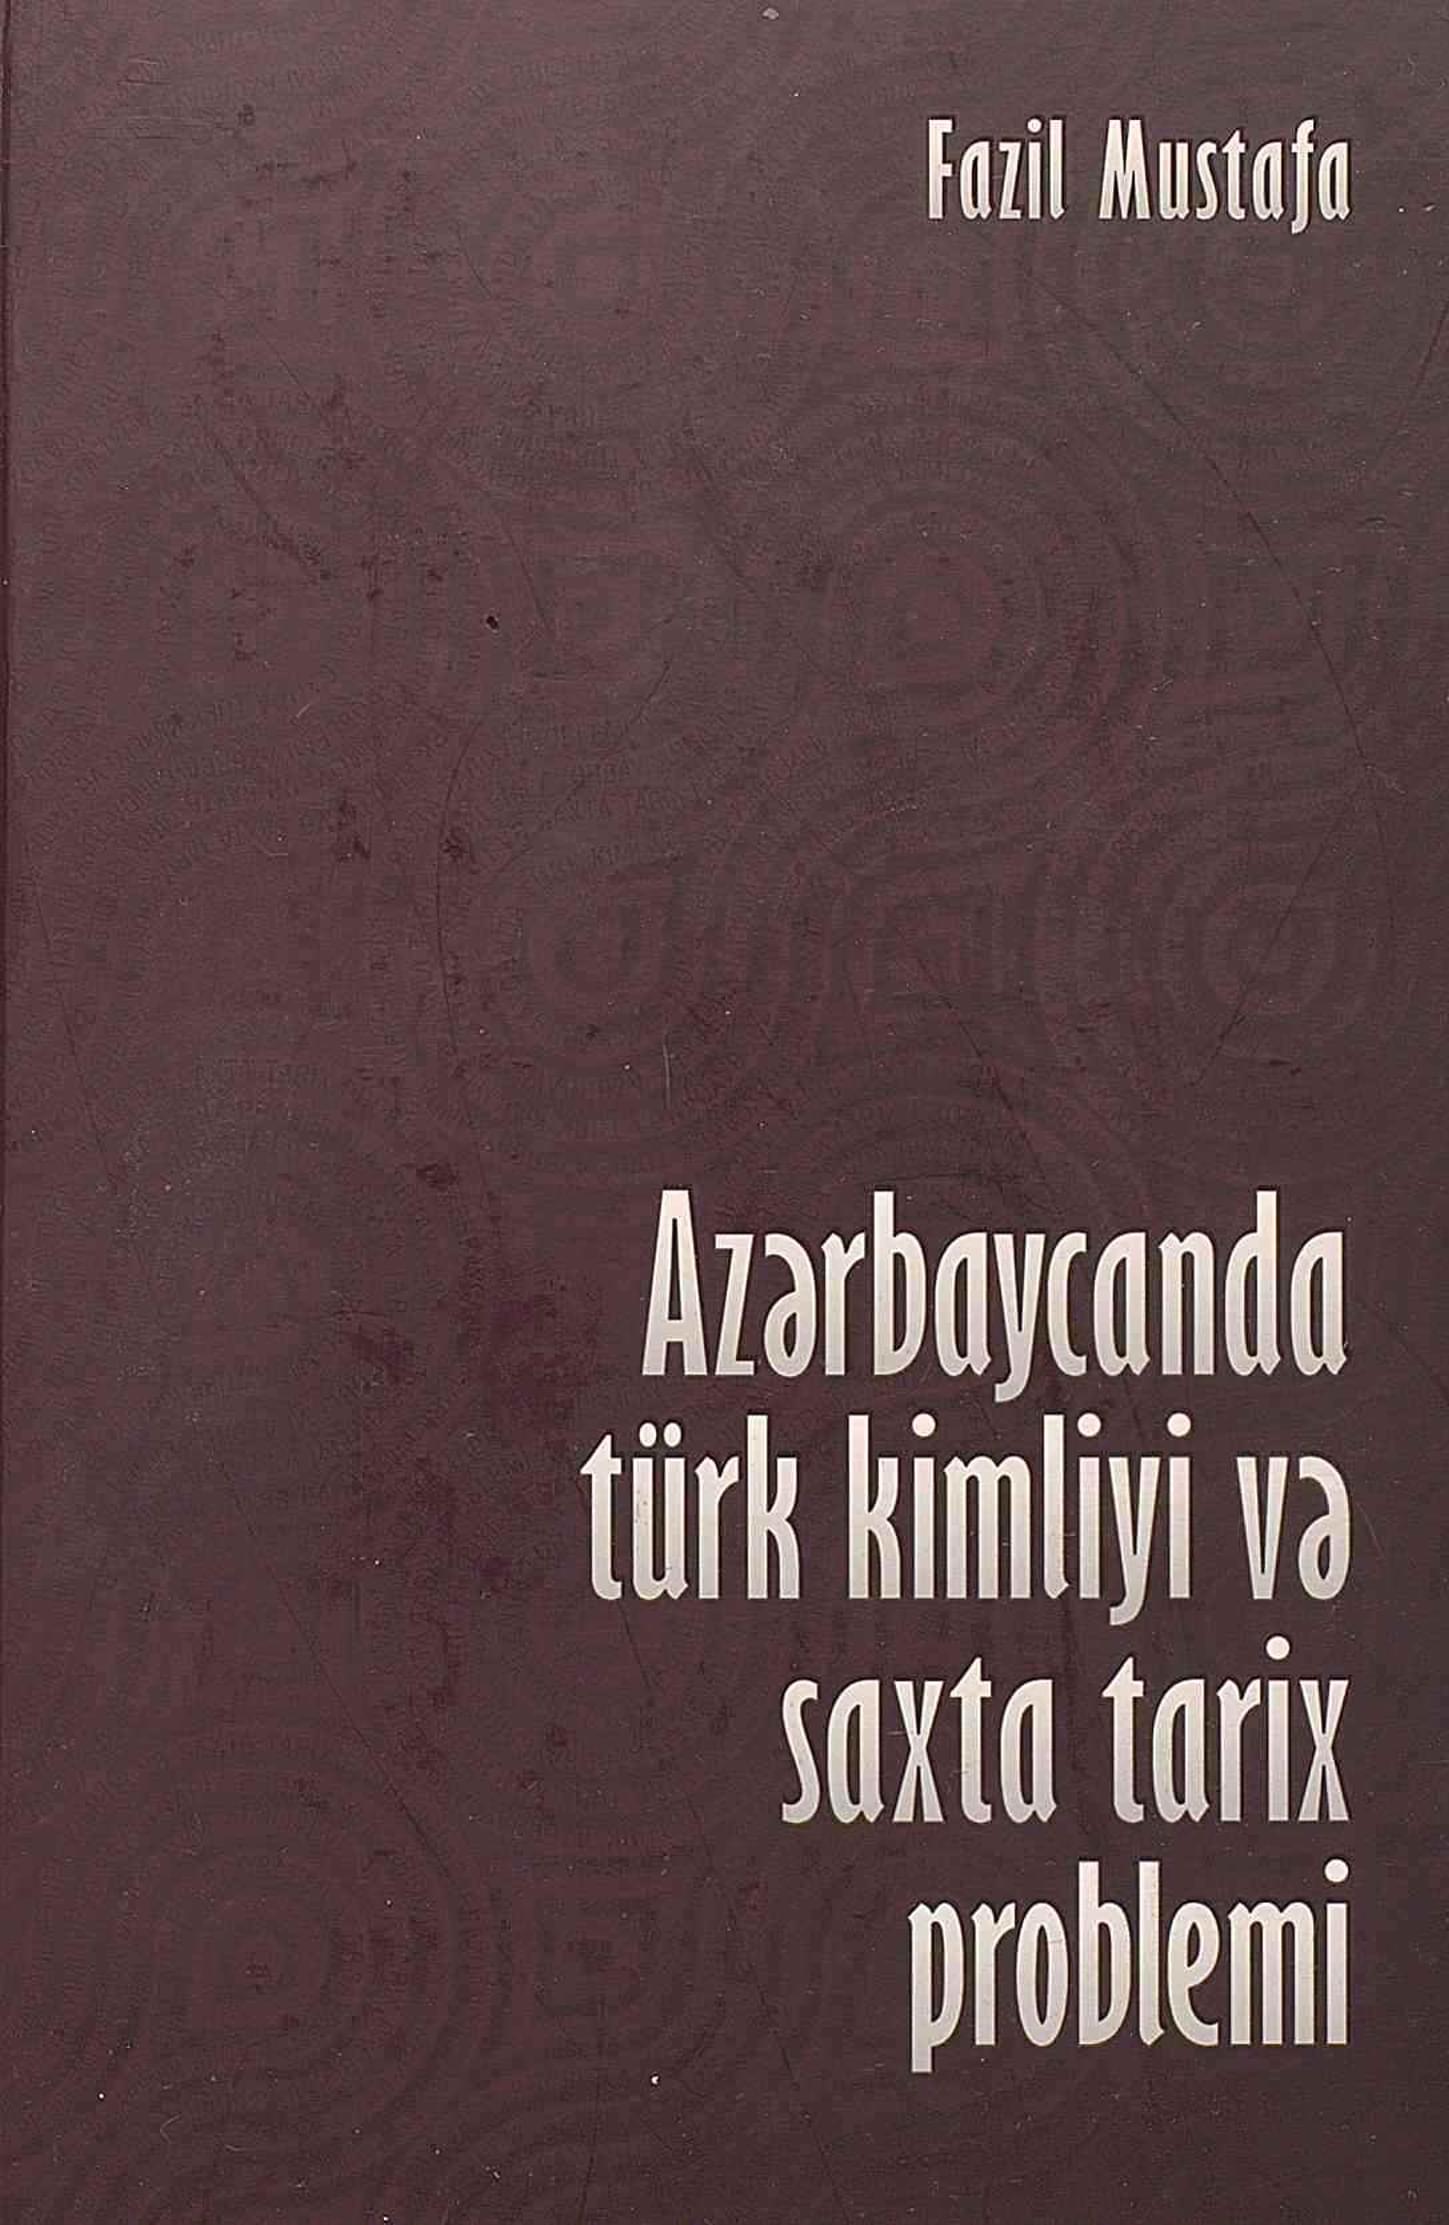 Fazil Mustafa
Azərbaycanda
türk kimliyi və
saxta tarix
problemi